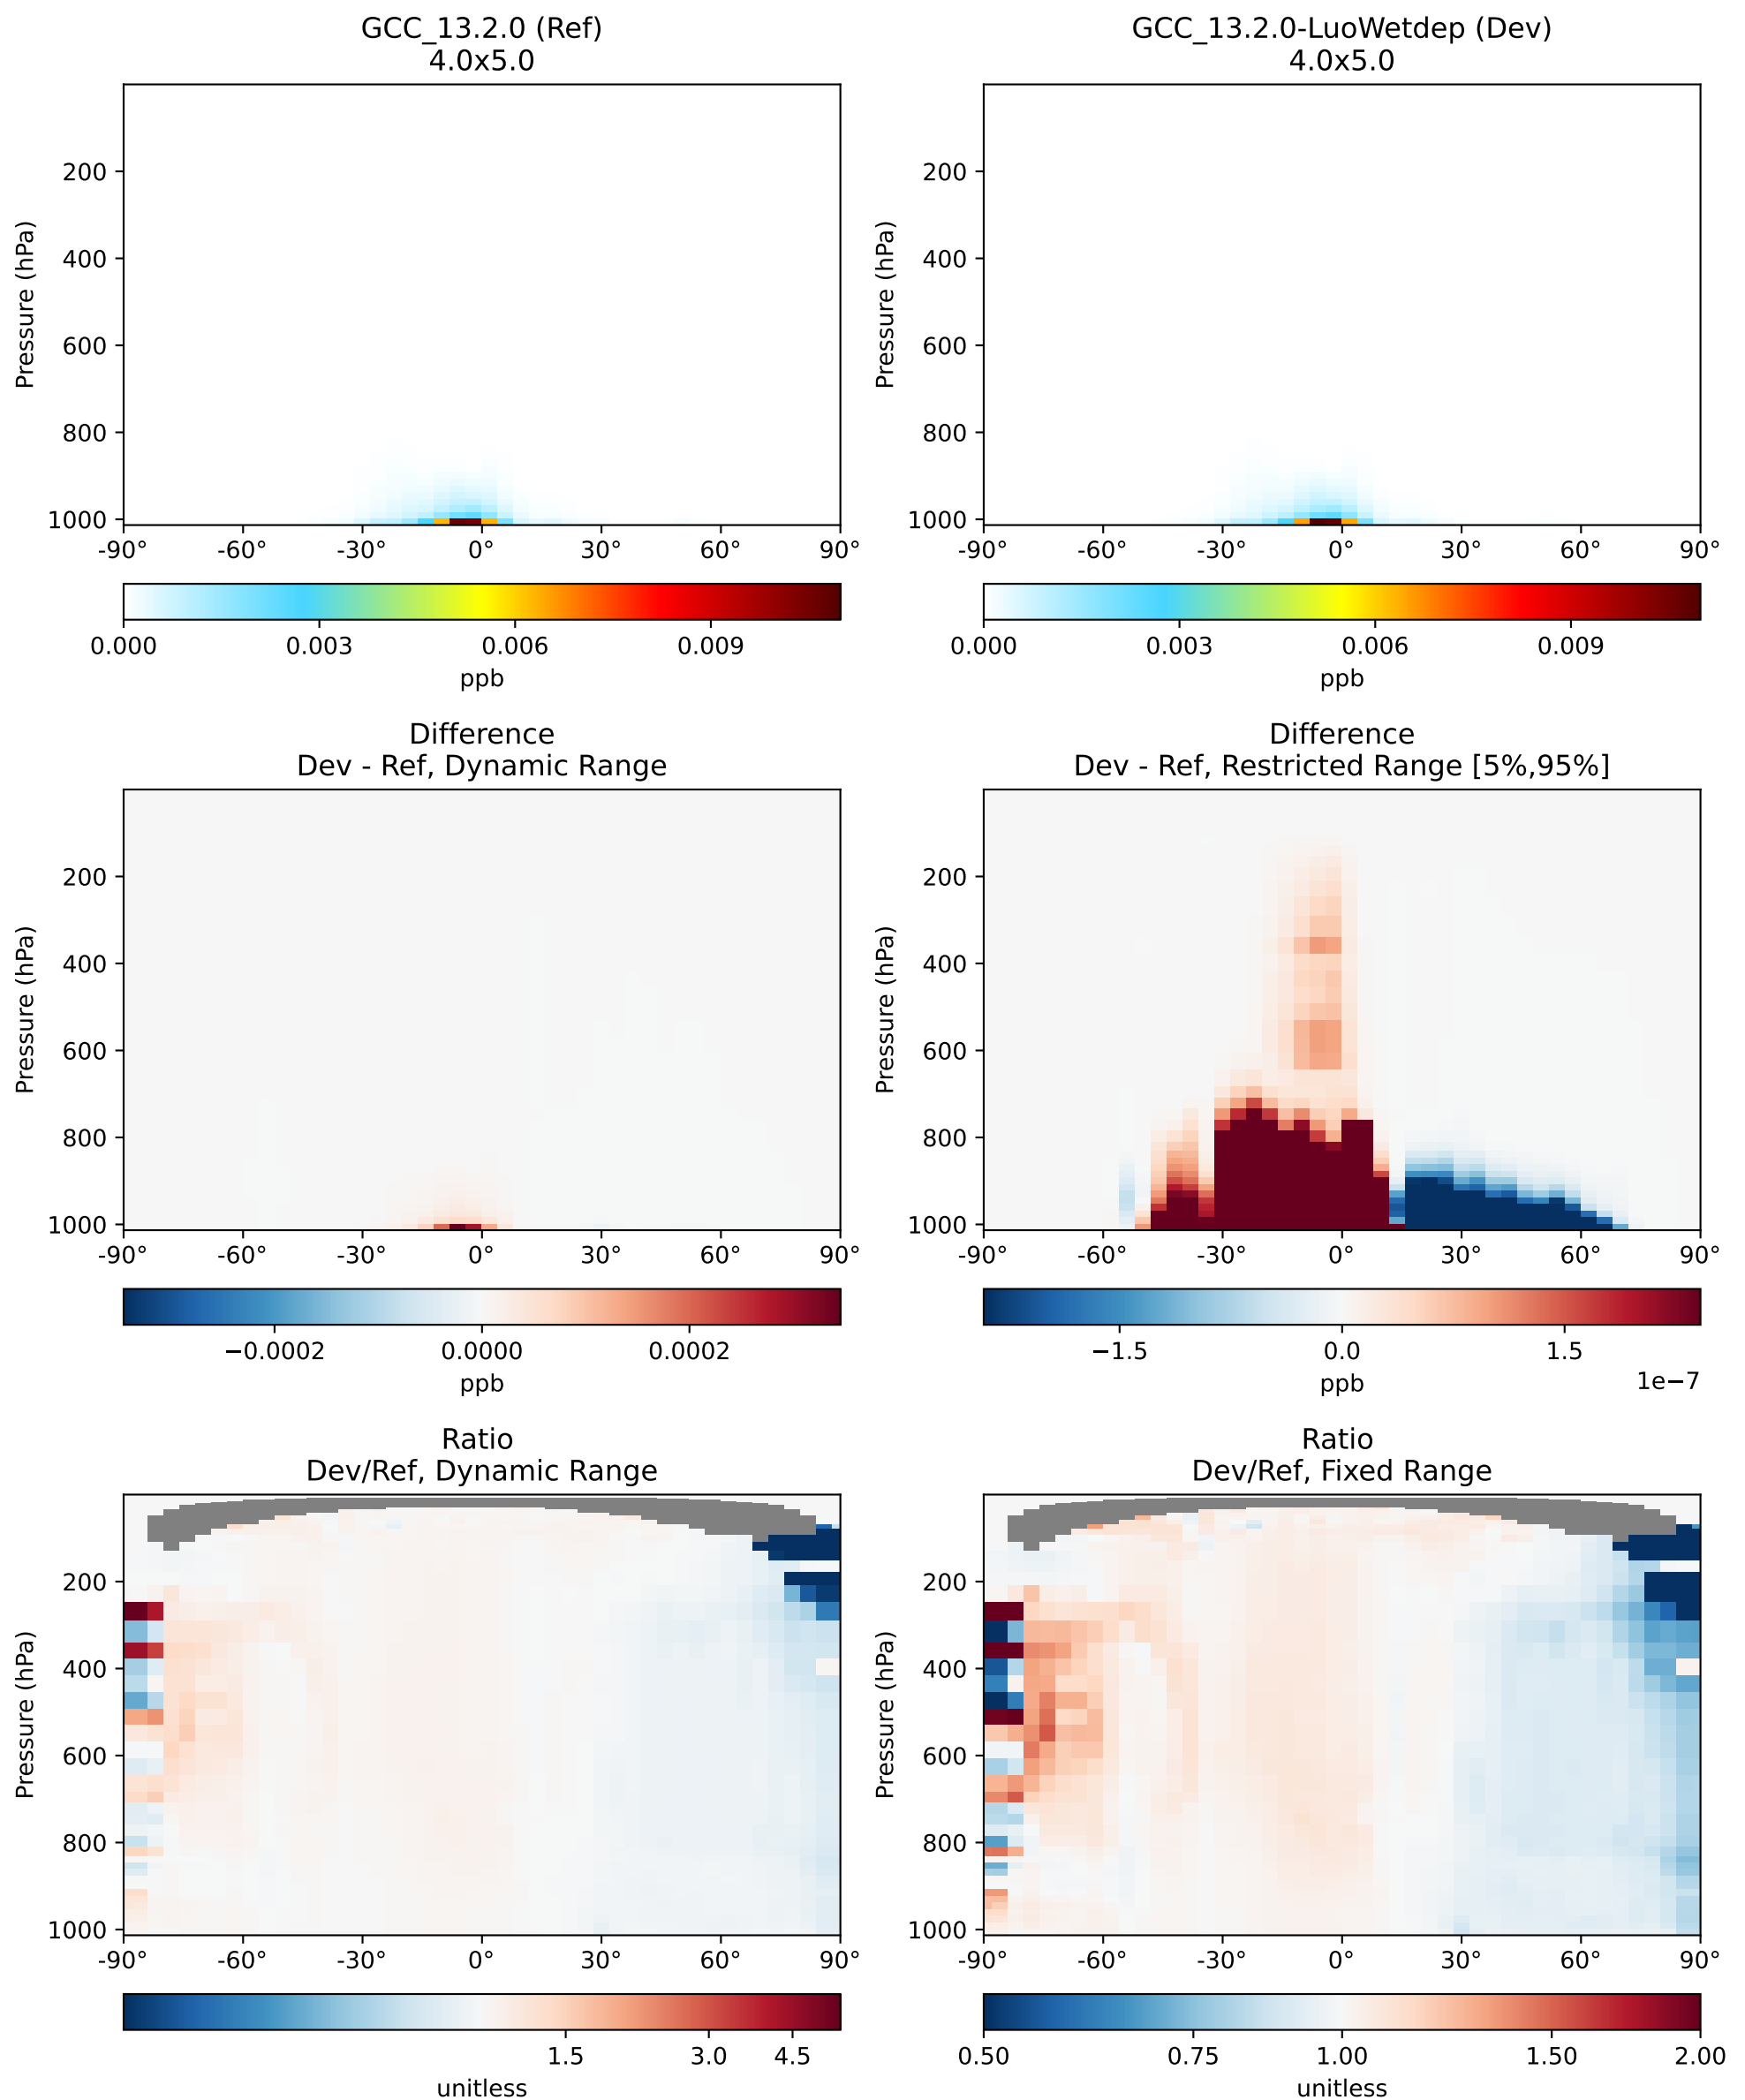 GCC_13.2.0 (Ref)
4.0x5.0
Pressure (hPa)
200
400
600
800
1000
-90° -60° -30° 0° 30° 60° 90°
0.000 0.003 0.006 0.009
ppb
GCC_13.2.0-LuoWetdep (Dev)
4.0x5.0
Pressure (hPa)
200
400
600
800
1000
-90° -60° -30° 0° 30° 60° 90°
0.000 0.003 0.006 0.009
ppb
Difference
Dev - Ref, Dynamic Range
Pressure (hPa)
200
400
600
800
1000
-90° -60° -30° 0° 30° 60° 90°
−0.0002 0.0000 0.0002
ppb
Difference
Dev - Ref, Restricted Range [5%,95%]
Pressure (hPa)
200
400
600
800
1000
-90° -60° -30° 0° 30° 60° 90°
−1.5 0.0 1.5
ppb 1e−7
Ratio
Dev/Ref, Dynamic Range
Pressure (hPa)
200
400
600
800
1000
-90° -60° -30° 0° 30° 60° 90°
1.5 3.0 4.5
unitless
Ratio
Dev/Ref, Fixed Range
Pressure (hPa)
200
400
600
800
1000
-90° -60° -30° 0° 30° 60° 90°
0.50 0.75 1.00 1.50 2.00
unitless